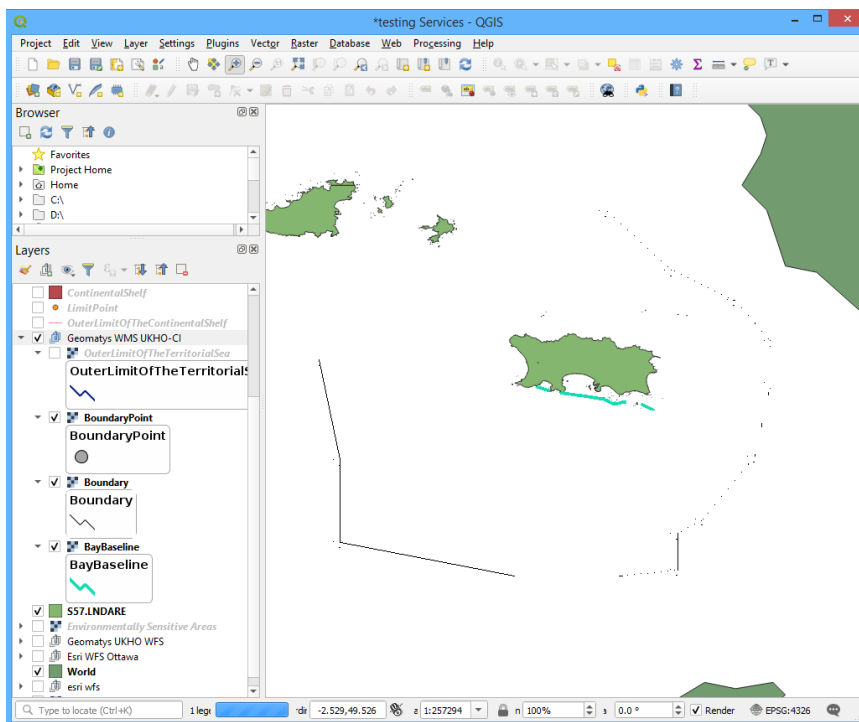 *testing Services - QGIS
Project Edit View Layer Settings Plugins Vector Raster Database Web Processing Help
Browser
Favorites
Project Home
Home
C:\
D:\
Layers
ContinentalShelf
LimitPoint
OuterLimitOfTheContinentalShelf
Geomatys WMS UKHO-CI
OuterLimitOfTheTerritorialSea
OuterLimitOfTheTerritorialS
BoundaryPoint
BoundaryPoint
Boundary
Boundary
BayBaseline
BayBaseline
S57.LNDARE
Environmentally Sensitive Areas
Geomatys UKHO WFS
Esri WFS Ottawa
World
esri wfs
Type to locate (Ctrl+K) 1 lege -2.529,49.526 1:257294 100% 0.0 ° Render EPSG:4326